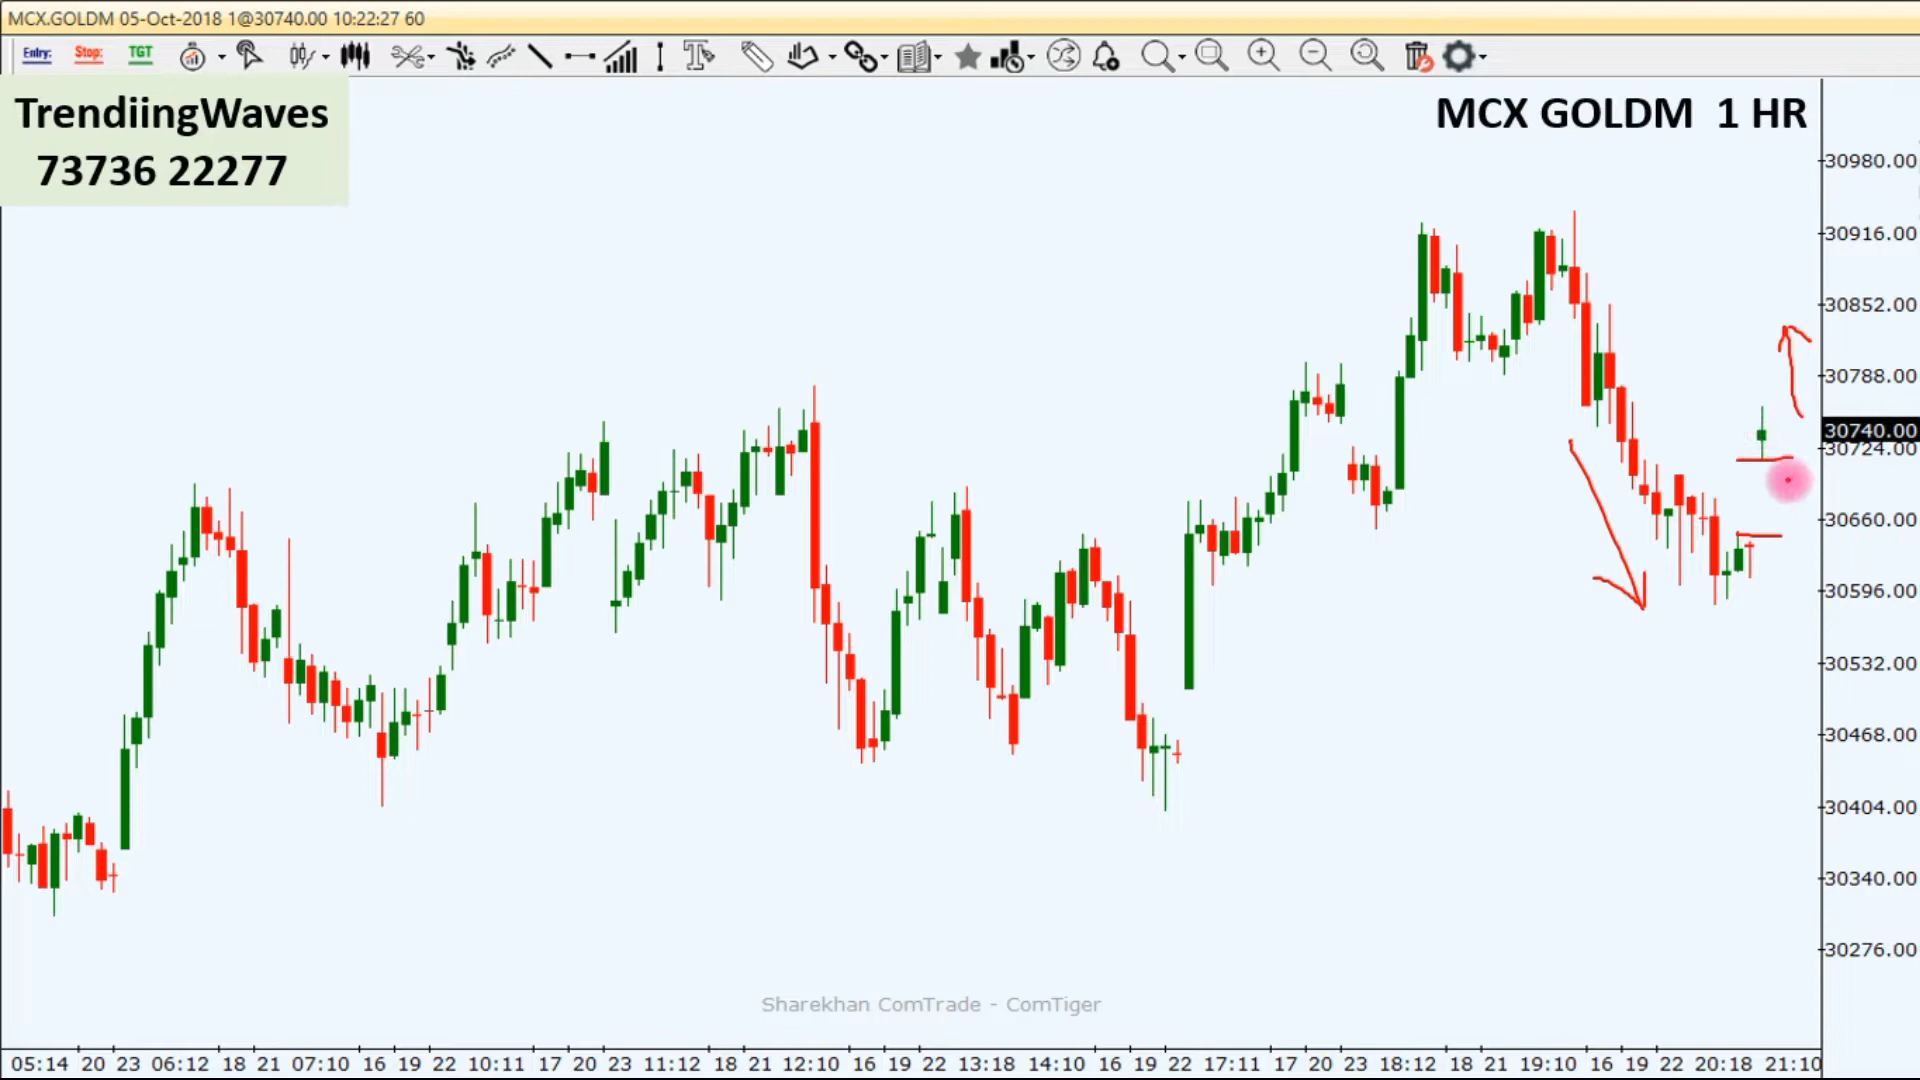 MCX.GOLDM 05-Oct-2018 1@30740.00 10:22:27 60
Entry: Stop: TGT
TrendiingWaves
73736 22277
MCX GOLDM 1 HR
30980.00
30916.00
30852.00
30788.00
30740.00
30724.00
30660.00
30596.00
30532.00
30468.00
30404.00
30340.00
30276.00
Sharekhan ComTrade - ComTiger
05:14 20 23 06:12 18 21 07:10 16 19 22 10:11 17 20 23 11:12 18 21 12:10 16 19 22 13:18 14:10 16 19 22 17:11 17 20 23 18:12 18 21 19:10 16 19 22 20:18 21:10